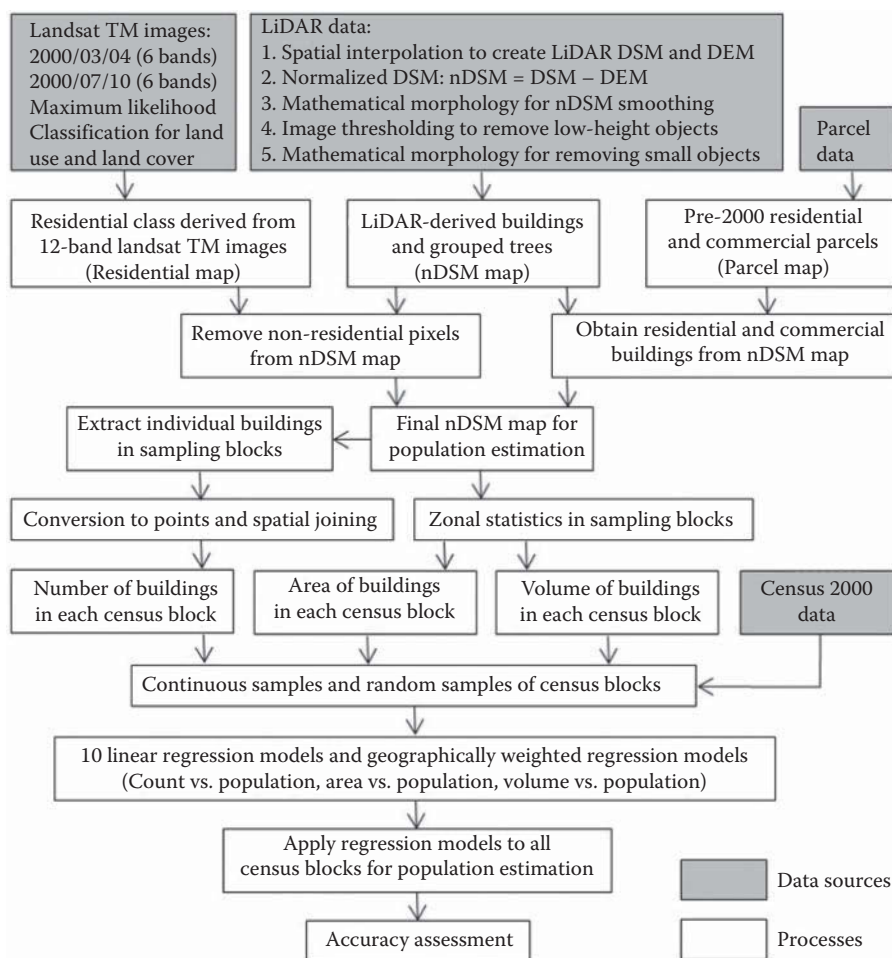 Landsat TM images:
2000/03/04 (6 bands)
2000/07/10 (6 bands)
Maximum likelihood
Classification for land
use and land cover
LiDAR data:
1. Spatial interpolation to create LiDAR DSM and DEM
2. Normalized DSM: nDSM = DSM – DEM
3. Mathematical morphology for nDSM smoothing
4. Image thresholding to remove low-height objects
5. Mathematical morphology for removing small objects
Parcel
data
Residential class derived from
12-band landsat TM images
(Residential map)
LiDAR-derived buildings
and grouped trees
(nDSM map)
Pre-2000 residential
and commercial parcels
(Parcel map)
Remove non-residential pixels
from nDSM map
Obtain residential and commercial
buildings from nDSM map
Extract individual buildings
in sampling blocks
Final nDSM map for
population estimation
Conversion to points and spatial joining
Zonal statistics in sampling blocks
Number of buildings
in each census block
Area of buildings
in each census block
Volume of buildings
in each census block
Census 2000
data
Continuous samples and random samples of census blocks
10 linear regression models and geographically weighted regression models
(Count vs. population, area vs. population, volume vs. population)
Apply regression models to all
census blocks for population estimation
Accuracy assessment
Data sources
Processes